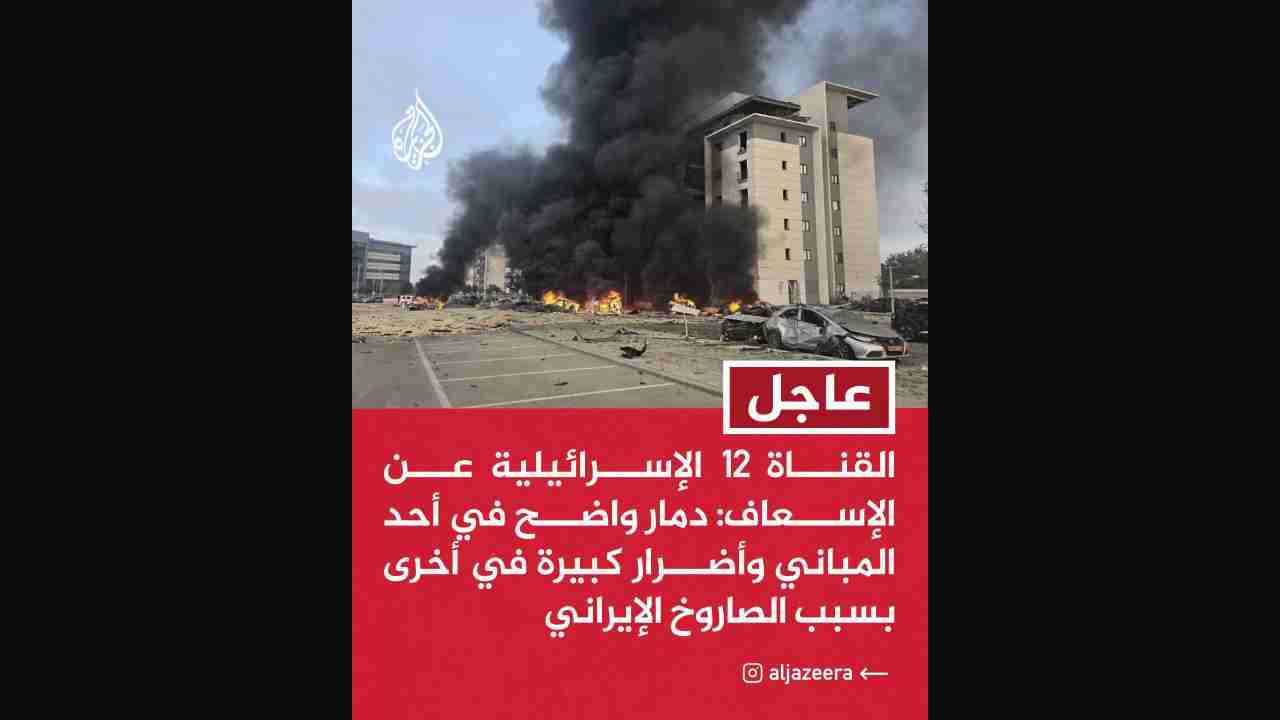 الجزيرة
عاجل
القناة 12 الإسرائيلية عن
الإسعاف: دمار واضح في أحد
المباني وأضرار كبيرة في أخرى
بسبب الصاروخ الإيراني
aljazeera